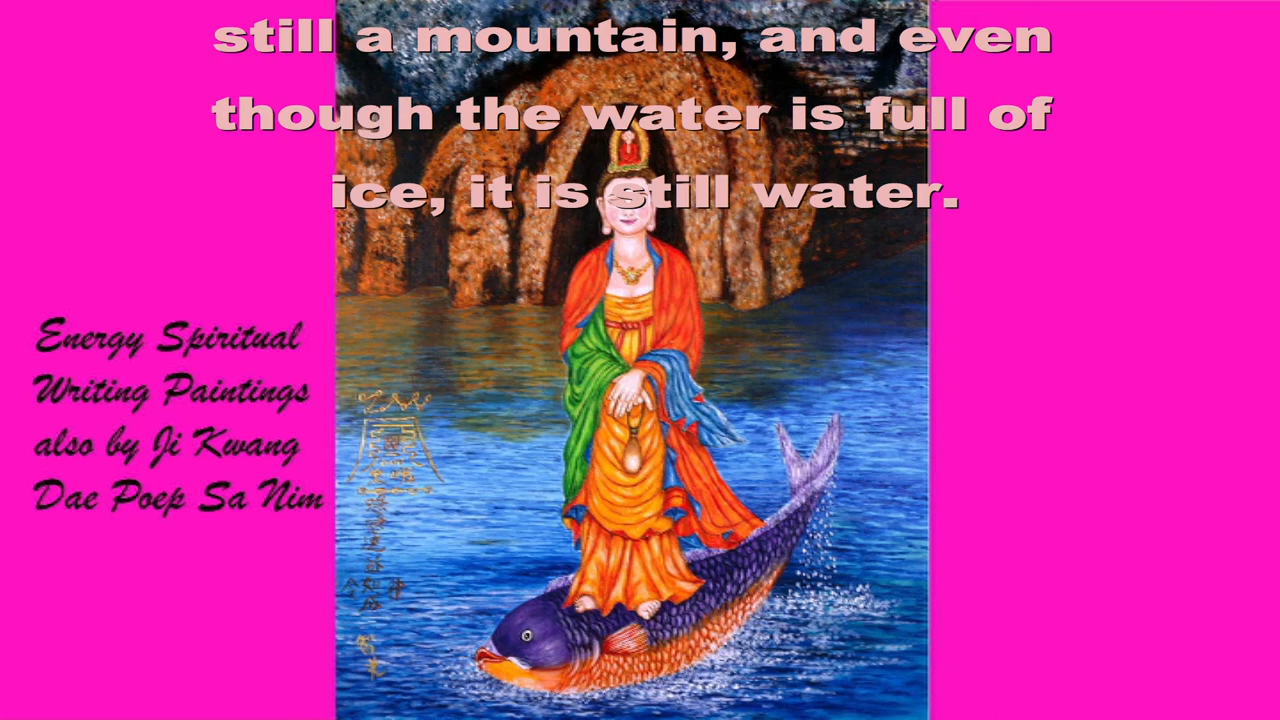 still a mountain, and even
though the water is full of
ice, it is still water.
Energy Spiritual
Writing Paintings
also by Ji Kwang
Dae Poep Sa Nim